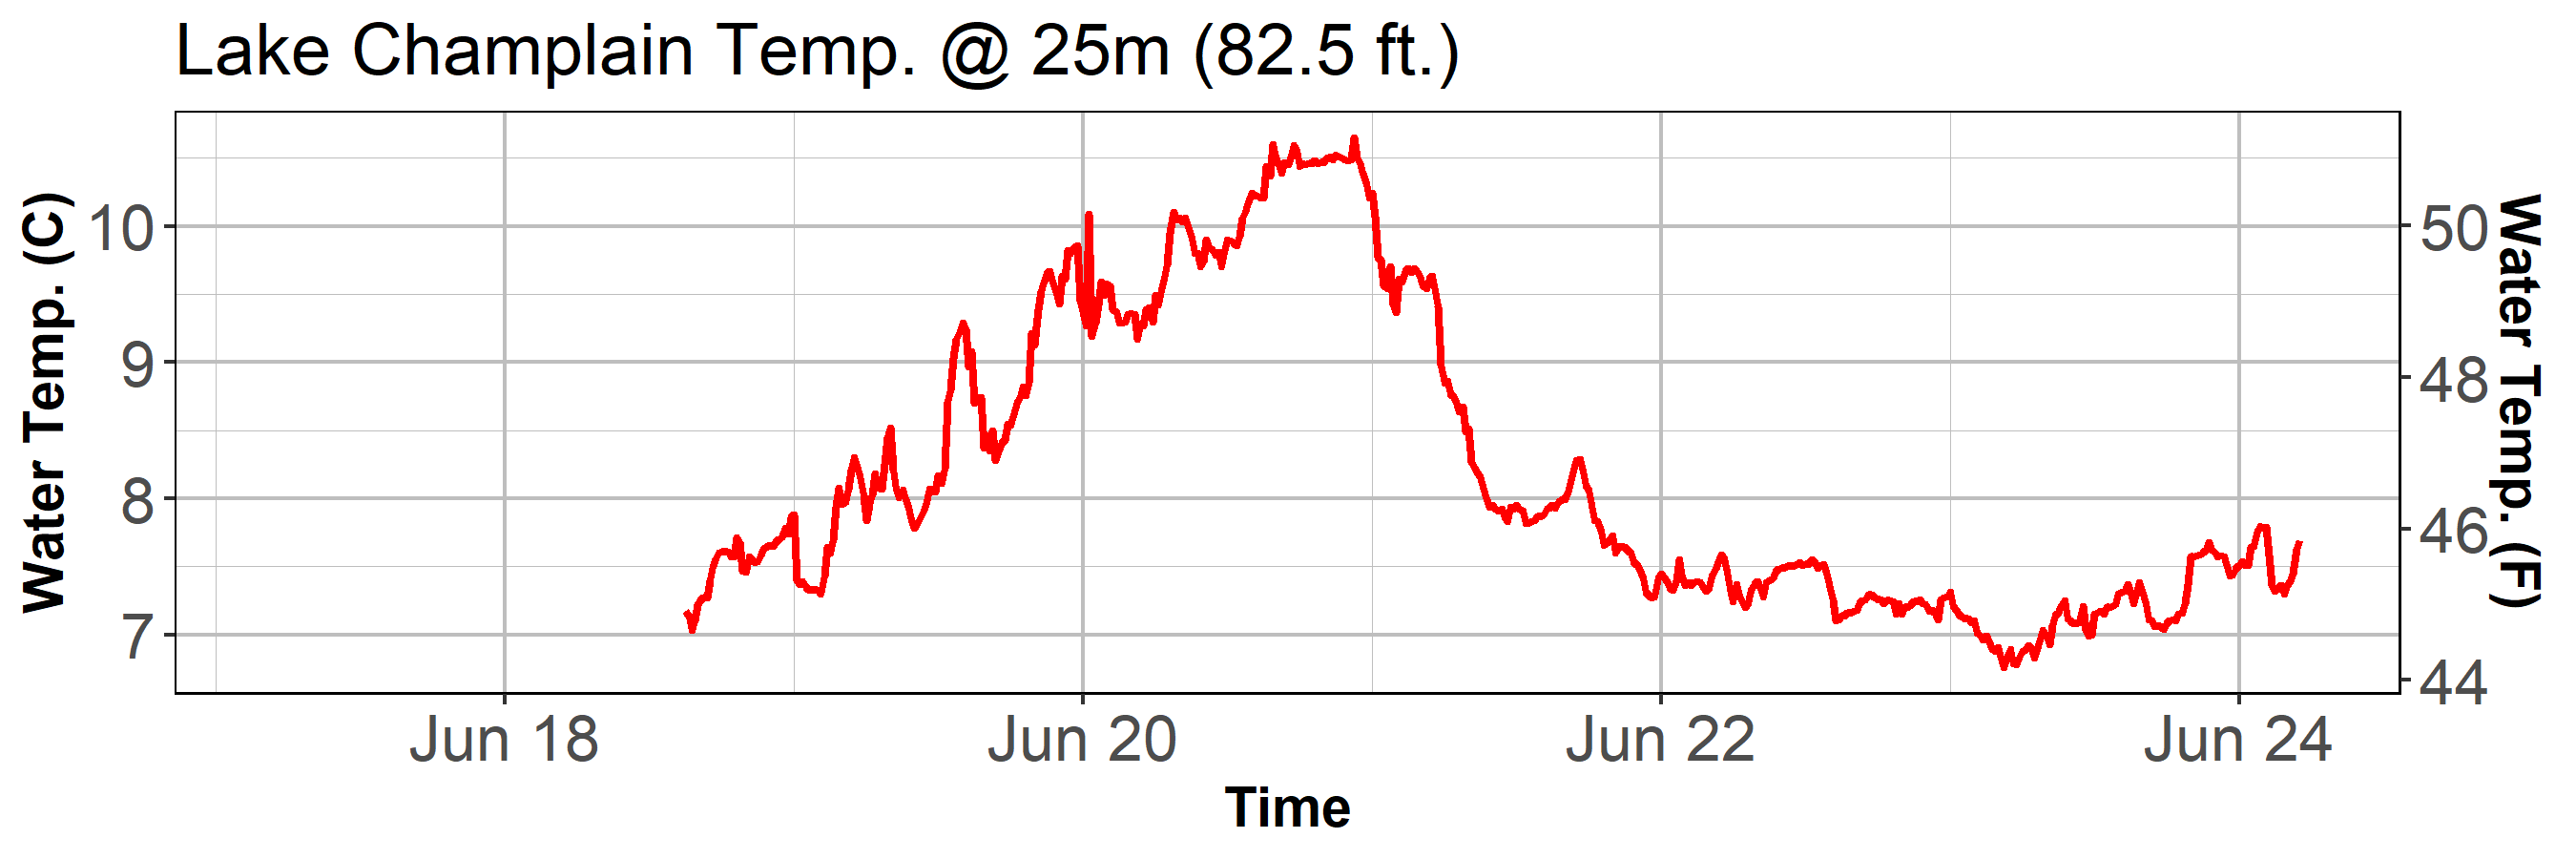 Lake Champlain Temp. @ 25m (82.5 ft.)
Water Temp. (C)
10
9
8
7
50
48
46
44
Water Temp. (F)
Jun 18 Jun 20 Jun 22 Jun 24
Time